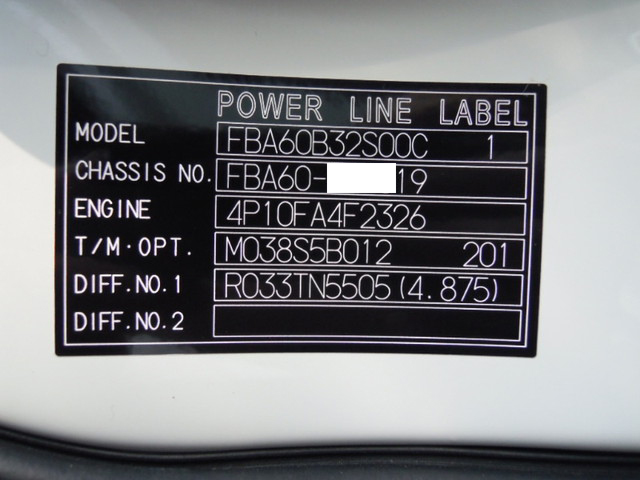 POWER LINE LABEL
MODEL FBA60B32S00C 1
CHASSIS NO. FBA60- 19
ENGINE 4P10FA4F2326
T/M·OPT. M038S5B012 201
DIFF.NO.1 R033TN5505(4.875)
DIFF.NO.2